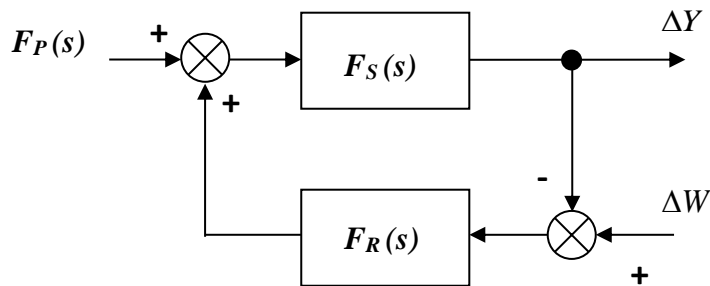 ΔY
F_P(s)
+
F_S(s)
+
-
ΔW
F_R(s)
+